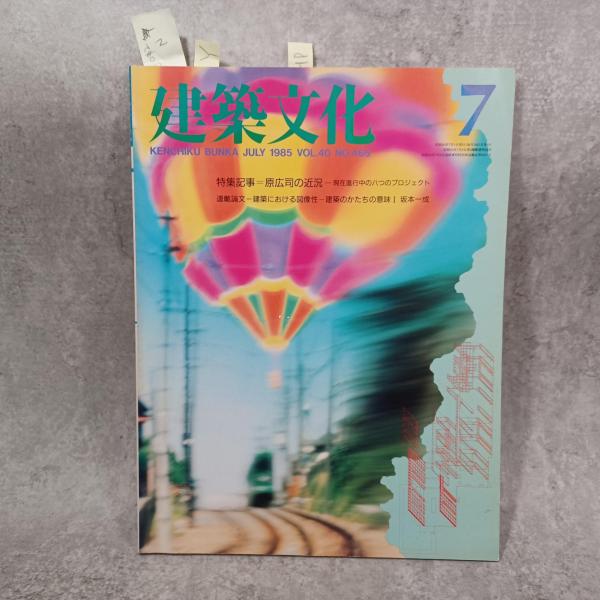 建築文化
7
KENCHIKU BUNKA JULY 1985 VOL.40 NO.465
特集記事=原広司の近況—現在進行中の八つのプロジェクト
連載論文—建築における図像性—建築のかたちの意味 I 坂本一成